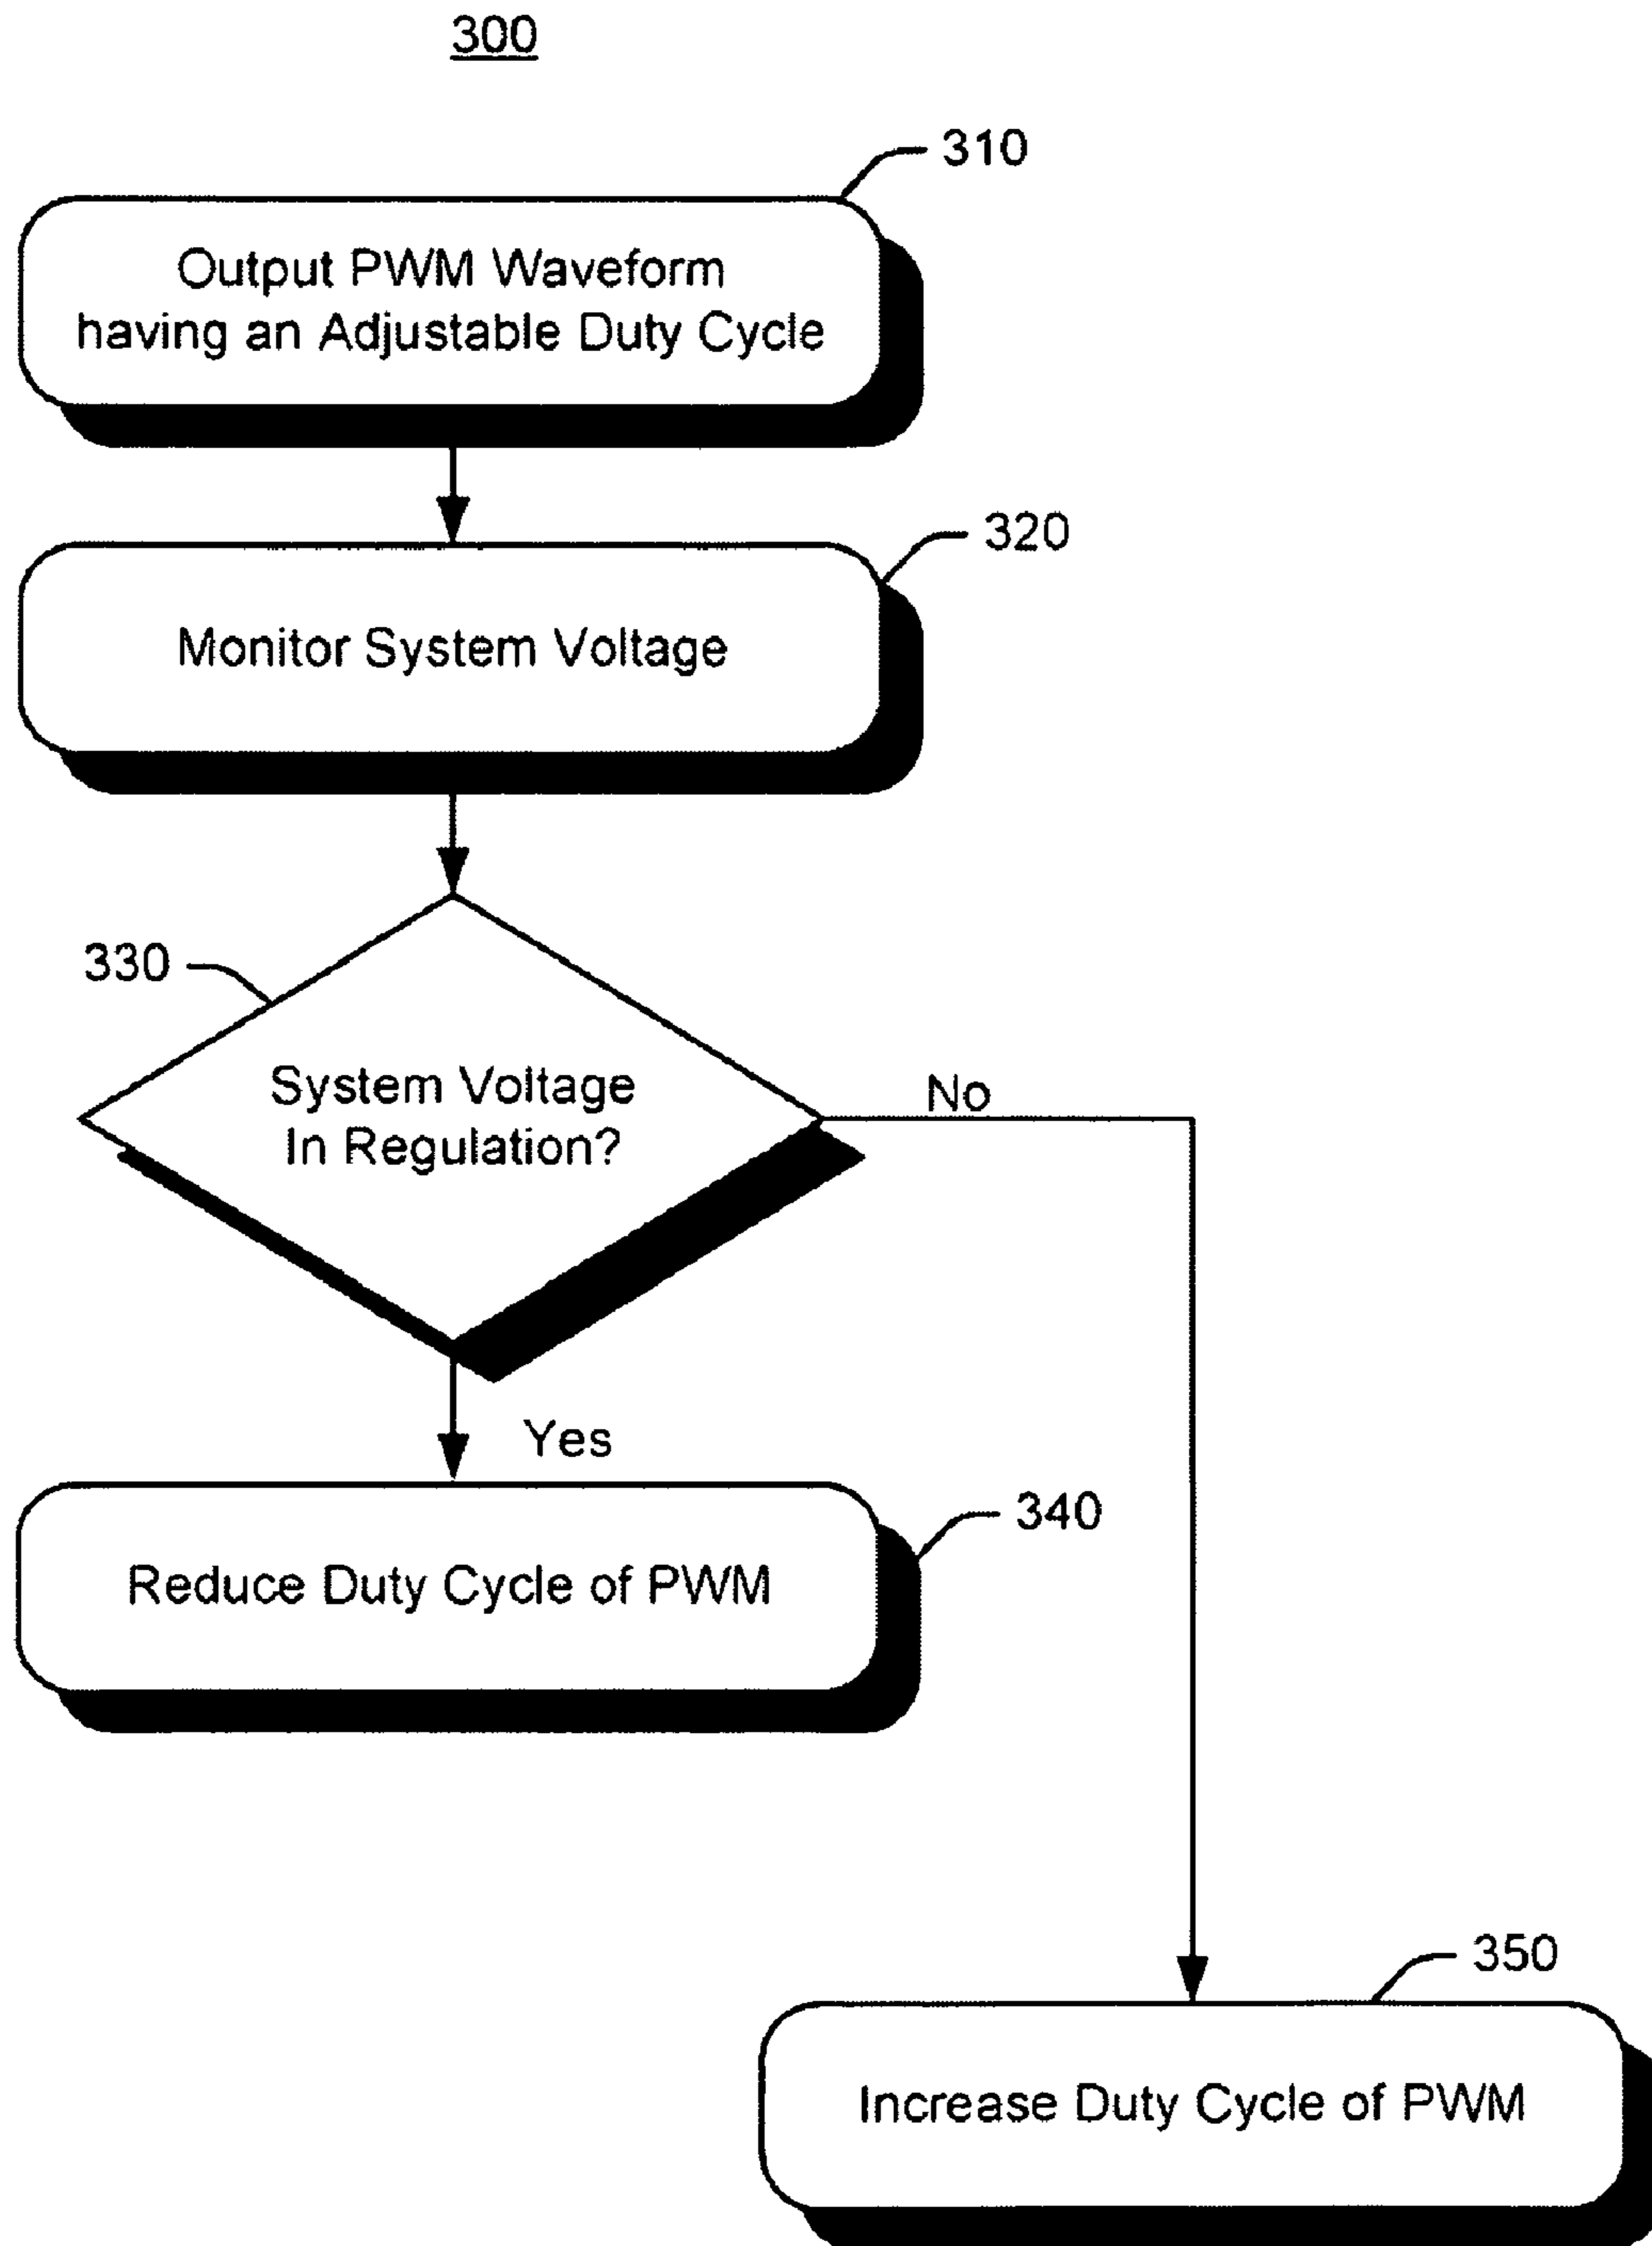 300
310
Output PWM Waveform
having an Adjustable Duty Cycle
320
Monitor System Voltage
330
System Voltage
In Regulation?
No
Yes
340
Reduce Duty Cycle of PWM
350
Increase Duty Cycle of PWM